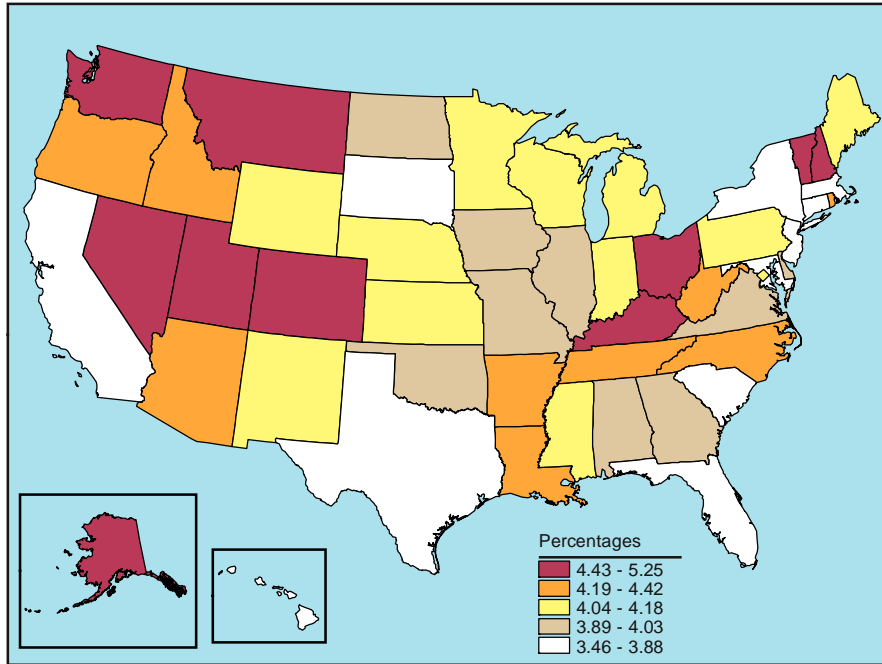 Percentages
4.43 - 5.25
4.19 - 4.42
4.04 - 4.18
3.89 - 4.03
3.46 - 3.88